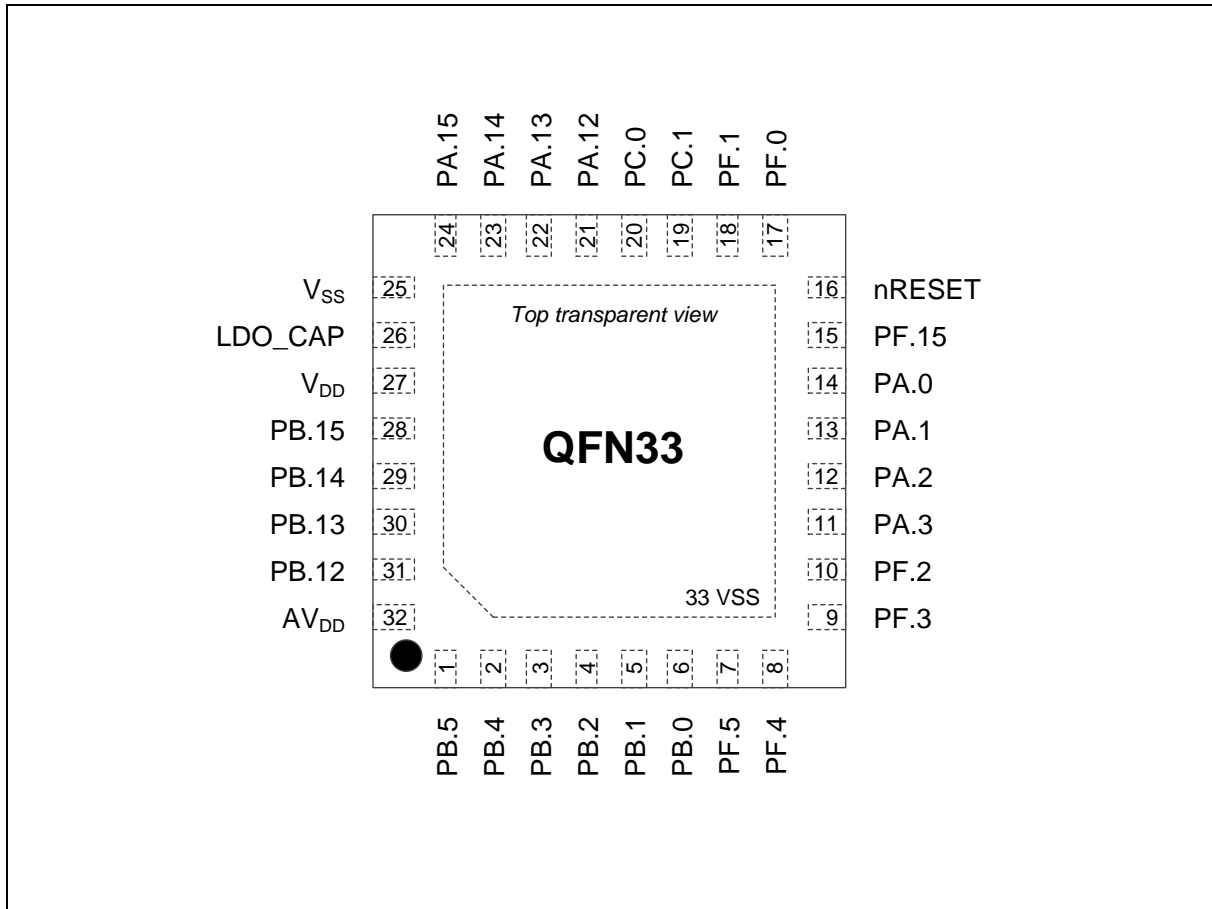 PA.15
PA.14
PA.13
PA.12
PC.0
PC.1
PF.1
PF.0
24
23
22
21
20
19
18
17
VSS 25
LDO_CAP 26
VDD 27
PB.15 28
PB.14 29
PB.13 30
PB.12 31
AVDD 32
Top transparent view
QFN33
33 VSS
16 nRESET
15 PF.15
14 PA.0
13 PA.1
12 PA.2
11 PA.3
10 PF.2
9 PF.3
1
2
3
4
5
6
7
8
PB.5
PB.4
PB.3
PB.2
PB.1
PB.0
PF.5
PF.4